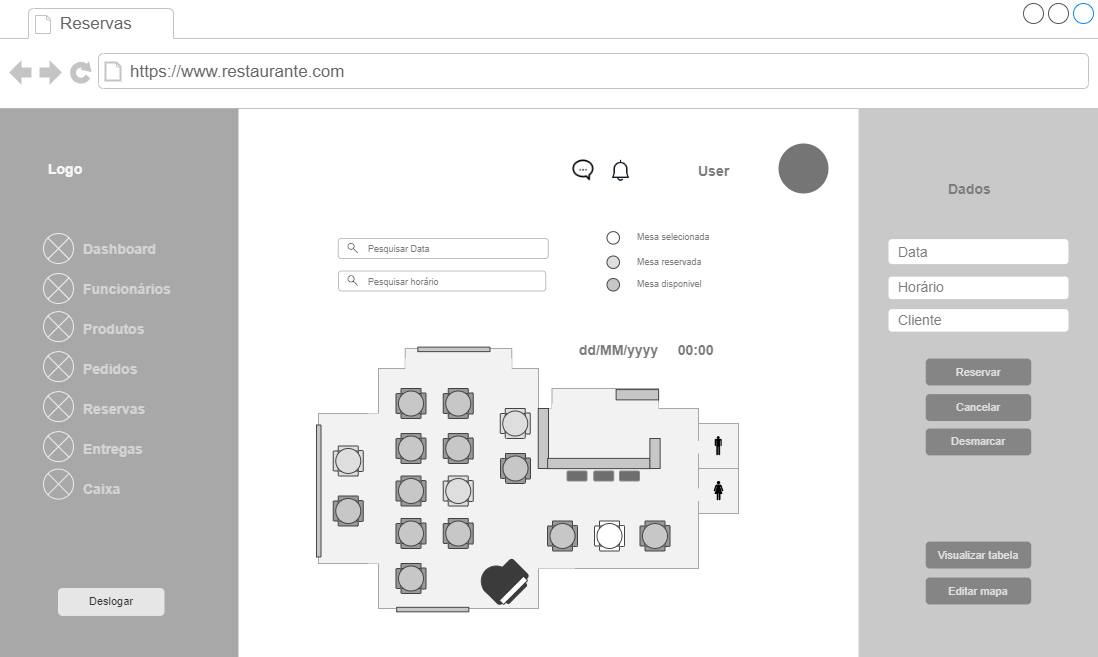 Reservas
https://www.restaurante.com
Logo
Dashboard
Funcionários
Produtos
Pedidos
Reservas
Entregas
Caixa
Deslogar
User
Pesquisar Data
Pesquisar horário
Mesa selecionada
Mesa reservada
Mesa disponivel
dd/MM/yyyy 00:00
Dados
Data
Horário
Cliente
Reservar
Cancelar
Desmarcar
Visualizar tabela
Editar mapa